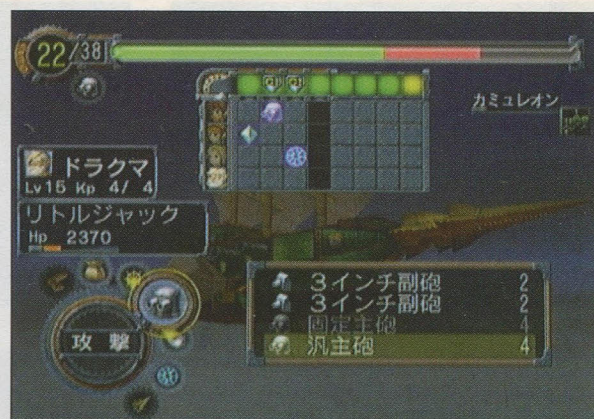 22/38
C1 C1
カミュレオン
ドラクマ
Lv15 Kp 4/ 4
リトルジャック
Hp 2370
3インチ副砲 2
3インチ副砲 2
固定主砲 4
汎主砲 4
攻撃